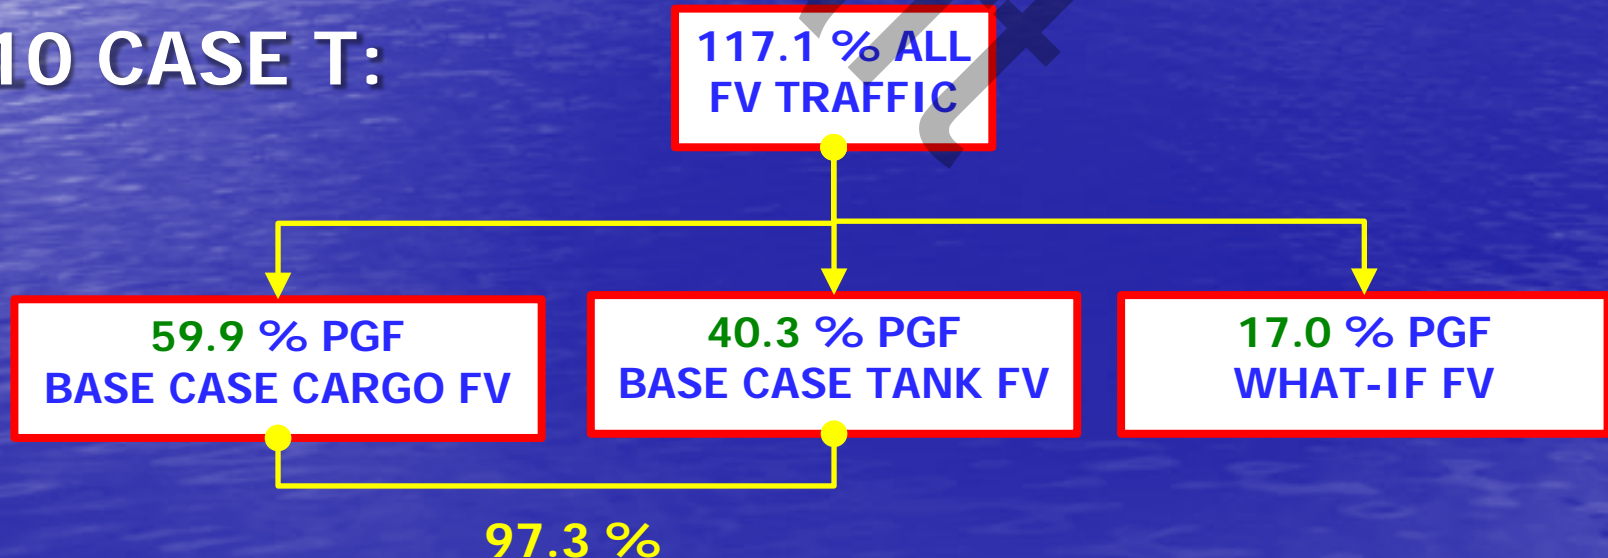 10 CASE T:
117.1 % ALL
FV TRAFFIC
59.9 % PGF
BASE CASE CARGO FV
40.3 % PGF
BASE CASE TANK FV
17.0 % PGF
WHAT-IF FV
97.3 %